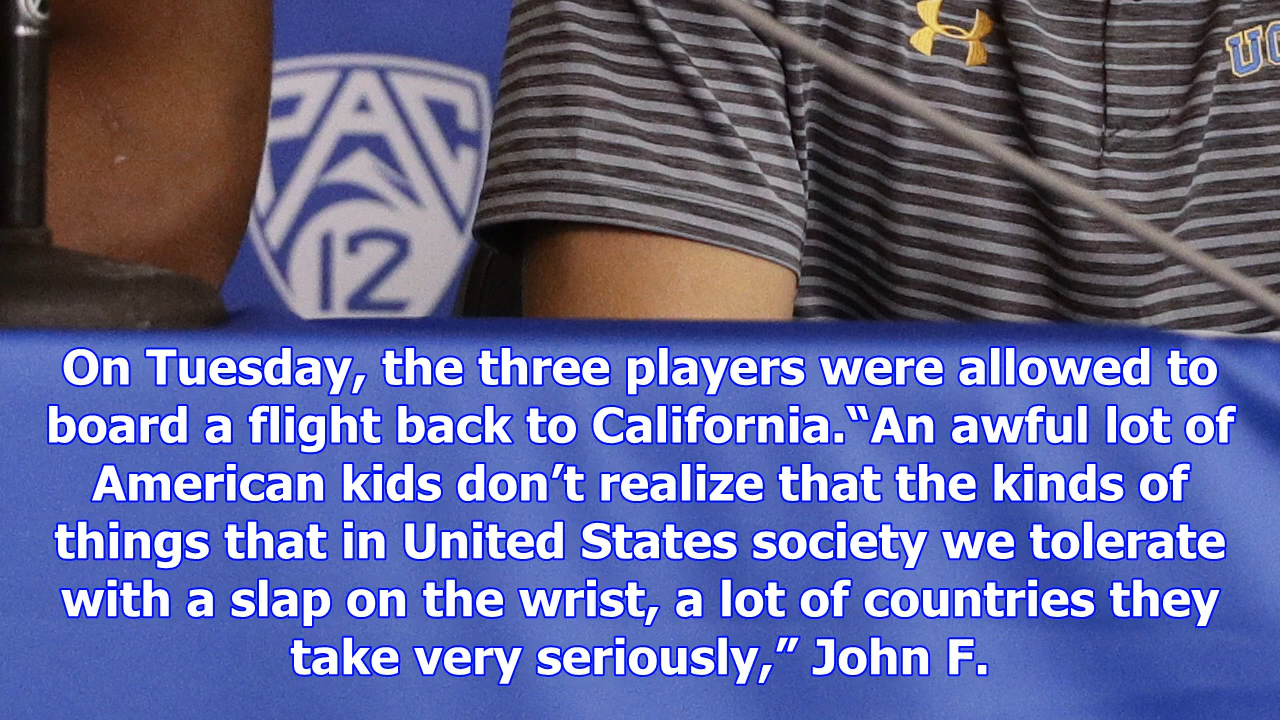 PAC
12
UC
On Tuesday, the three players were allowed to
board a flight back to California.“An awful lot of
American kids don’t realize that the kinds of
things that in United States society we tolerate
with a slap on the wrist, a lot of countries they
take very seriously,” John F.